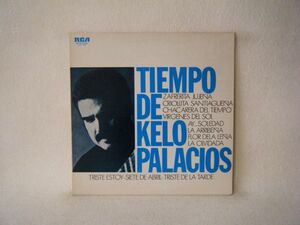 RCA
TIEMPO
DE
KELO
PALACIOS
ZAFRERITA JUJEÑA
CRIOLLITA SANTIAGUEÑA
CHACARERA DEL TIEMPO
VIRGENES DEL SOL
AY, SOLEDAD
LA ARRIBEÑA
FLOR DE LA LEÑA
LA OLVIDADA
TRISTE ESTOY-SIETE DE ABRIL-TRISTE DE LA TARDE